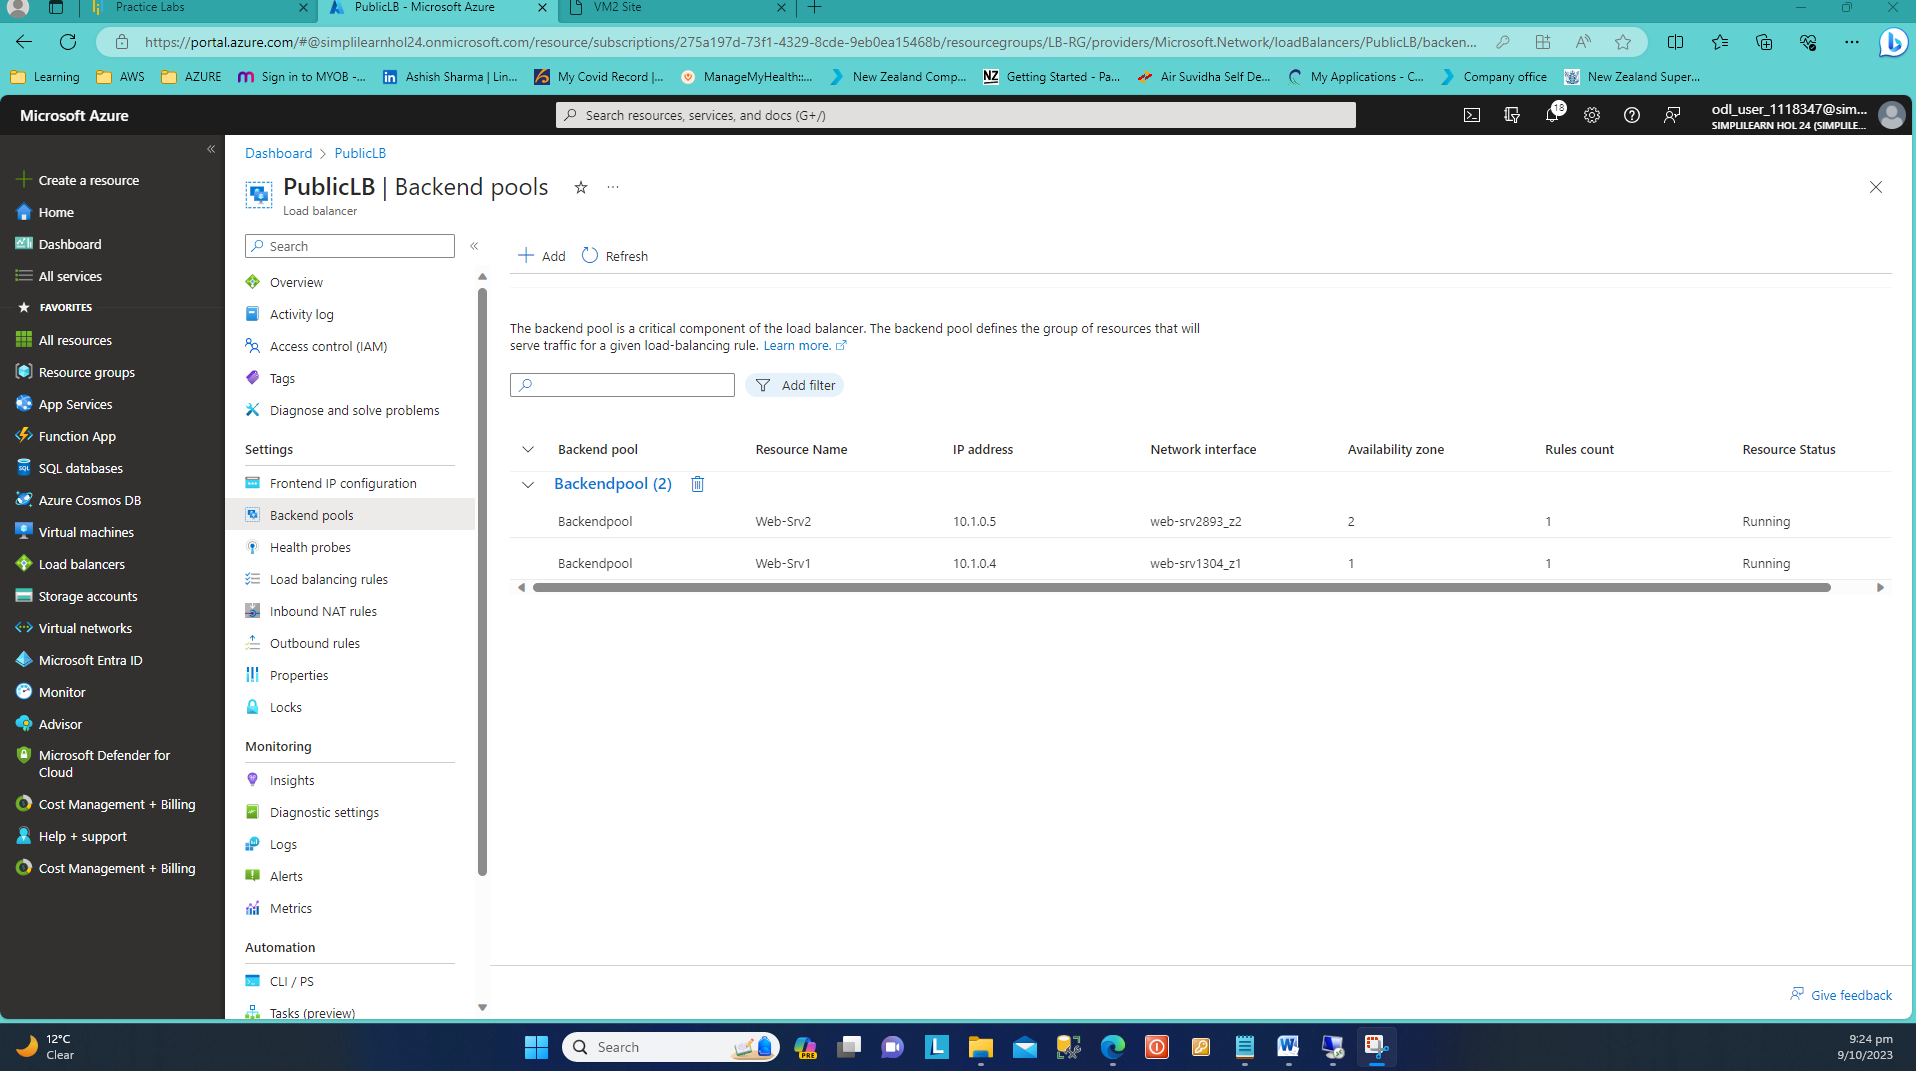 Practice Labs
PublicLB - Microsoft Azure
VM2 Site
https://portal.azure.com/#@simplilearnhol24.onmicrosoft.com/resource/subscriptions/275a197d-73f1-4329-8cde-9eb0ea15468b/resourcegroups/LB-RG/providers/Microsoft.Network/loadBalancers/PublicLB/backen...
Learning
AWS
AZURE
Sign in to MYOB -...
Ashish Sharma | Lin...
My Covid Record |...
ManageMyHealth:...
New Zealand Comp...
NZ
Getting Started - Pa...
Air Suvidha Self De...
My Applications - C...
Company office
New Zealand Super...
Microsoft Azure
Search resources, services, and docs (G+/)
18
odl_user_1118347@sim...
SIMPLILEARN HOL 24 (SIMPLILE...
Create a resource
Home
Dashboard
All services
FAVORITES
All resources
Resource groups
App Services
Function App
SQL databases
Azure Cosmos DB
Virtual machines
Load balancers
Storage accounts
Virtual networks
Microsoft Entra ID
Monitor
Advisor
Microsoft Defender for
Cloud
Cost Management + Billing
Help + support
Cost Management + Billing
Dashboard > PublicLB
PublicLB | Backend pools
Load balancer
Search
Overview
Activity log
Access control (IAM)
Tags
Diagnose and solve problems
Settings
Frontend IP configuration
Backend pools
Health probes
Load balancing rules
Inbound NAT rules
Outbound rules
Properties
Locks
Monitoring
Insights
Diagnostic settings
Logs
Alerts
Metrics
Automation
CLI / PS
Tasks (preview)
Add Refresh
The backend pool is a critical component of the load balancer. The backend pool defines the group of resources that will
serve traffic for a given load-balancing rule. Learn more.
Add filter
Backend pool Resource Name IP address Network interface Availability zone Rules count Resource Status
Backendpool (2)
Backendpool Web-Srv2 10.1.0.5 web-srv2893_z2 2 1 Running
Backendpool Web-Srv1 10.1.0.4 web-srv1304_z1 1 1 Running
Give feedback
12°C
Clear
Search
PRE
9:24 pm
9/10/2023